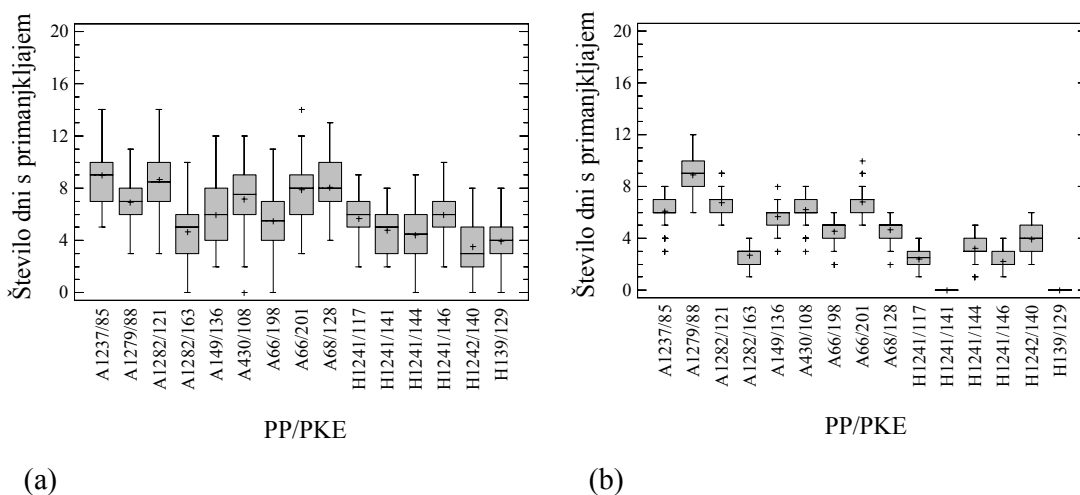 Število dni s primanjkljajem
20
16
12
8
4
0
A1237/85
A1279/88
A1282/121
A1282/163
A149/136
A430/108
A66/198
A66/201
A68/128
H1241/117
H1241/141
H1241/144
H1241/146
H1242/140
H139/129
PP/PKE
(a)
Število dni s primanjkljajem
20
16
12
8
4
0
A1237/85
A1279/88
A1282/121
A1282/163
A149/136
A430/108
A66/198
A66/201
A68/128
H1241/117
H1241/141
H1241/144
H1241/146
H1242/140
H139/129
PP/PKE
(b)